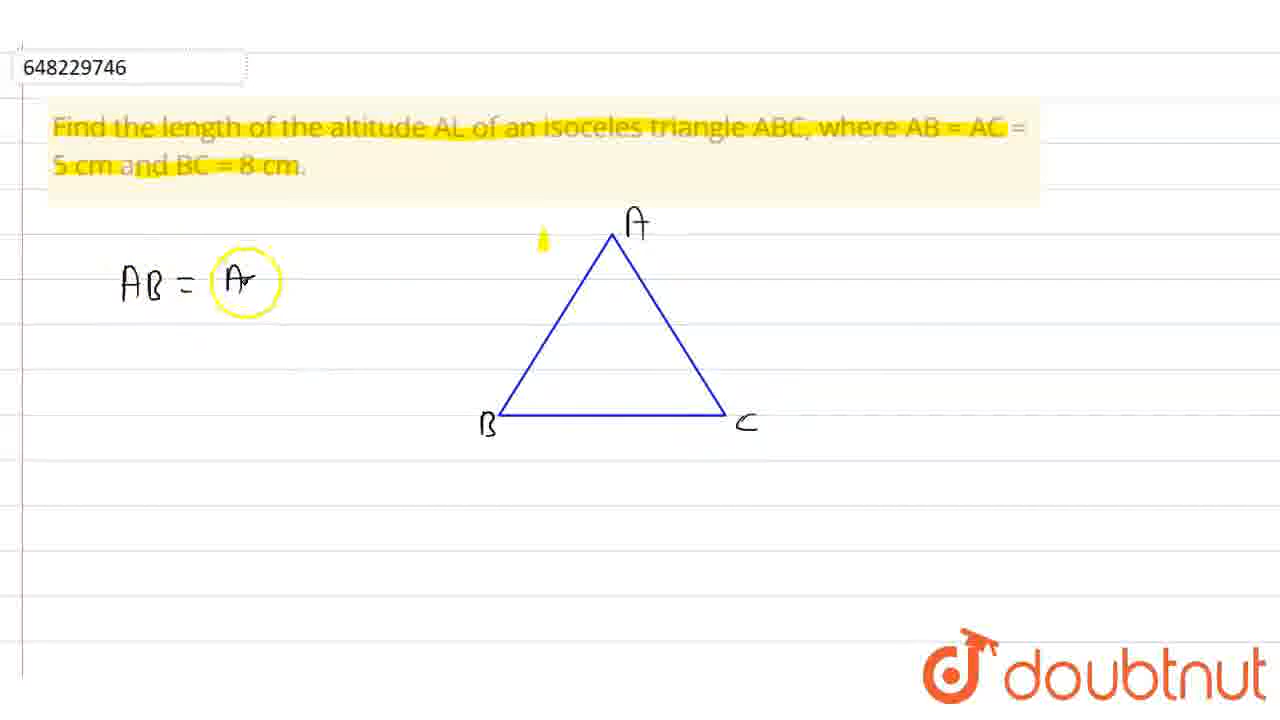 648229746
Find the length of the altitude AL of an isoceles triangle ABC, where AB = AC =
5 cm and BC = 8 cm.
A
AB = A
B
C
doubtnut